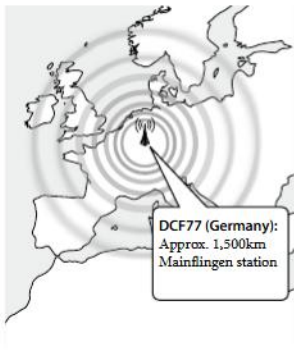 DCF77 (Germany):
Approx. 1,500km
Mainflingen station